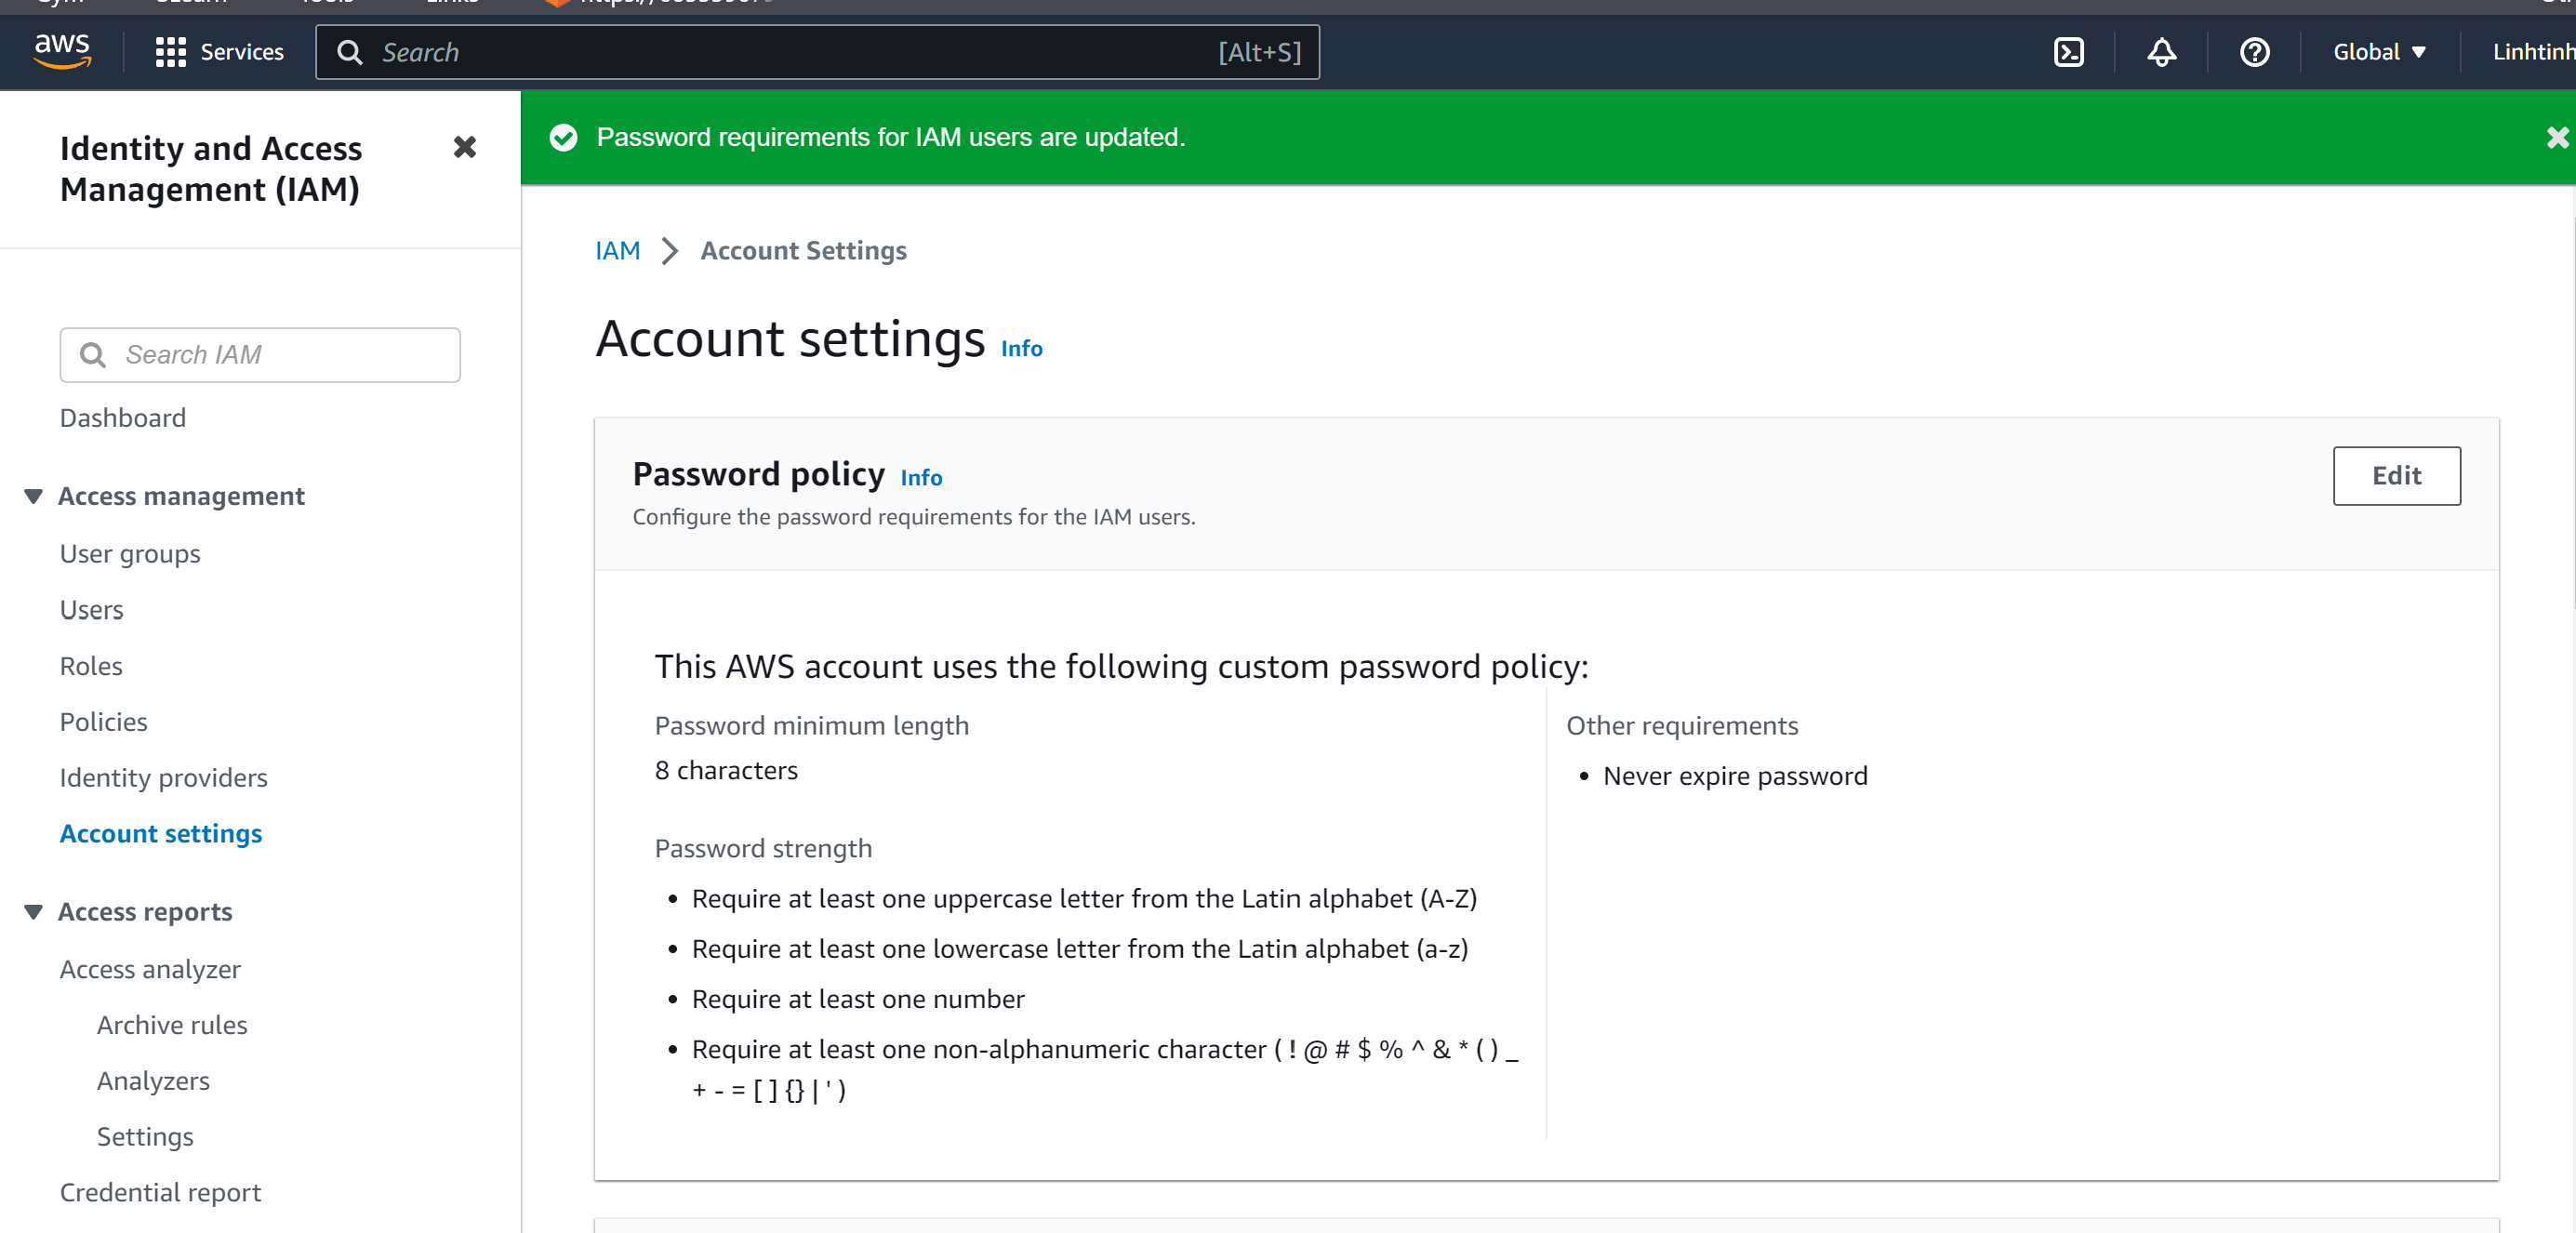 aws
Services
Search
[Alt+S]
Global
Linhtinh
Identity and Access
Management (IAM)
Search IAM
Dashboard
Access management
User groups
Users
Roles
Policies
Identity providers
Account settings
Access reports
Access analyzer
Archive rules
Analyzers
Settings
Credential report
Password requirements for IAM users are updated.
IAM
Account Settings
Account settings Info
Password policy Info
Configure the password requirements for the IAM users.
Edit
This AWS account uses the following custom password policy:
Password minimum length
8 characters
Password strength
• Require at least one uppercase letter from the Latin alphabet (A-Z)
• Require at least one lowercase letter from the Latin alphabet (a-z)
• Require at least one number
• Require at least one non-alphanumeric character ( ! @ # $ % ^ & * ( ) _
+ - = [ ] {} | ' )
Other requirements
• Never expire password